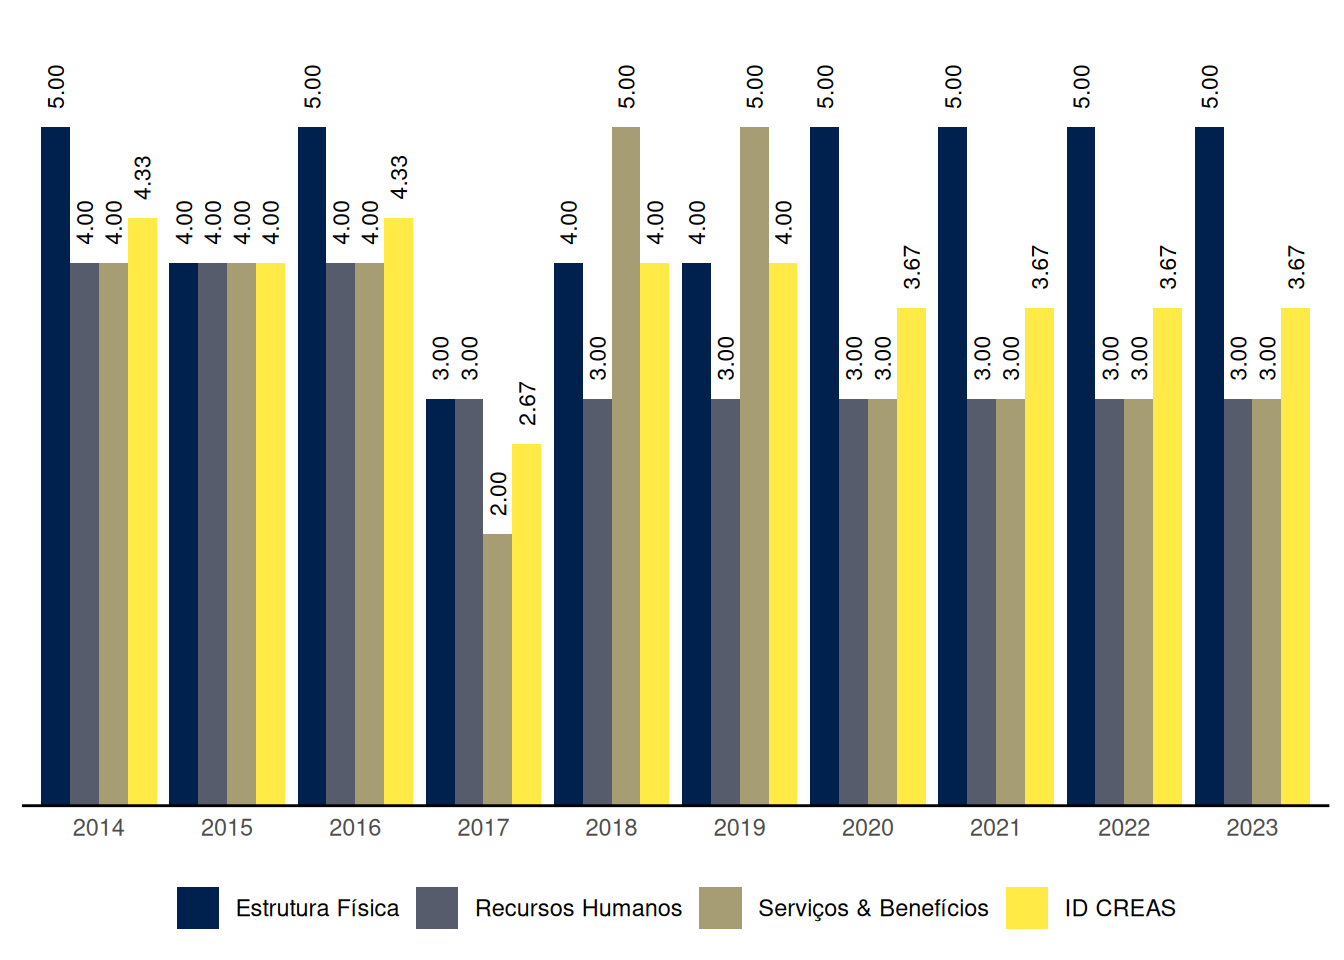 5.00 4.00 4.00 4.33 4.00 4.00 4.00 4.00 5.00 4.00 4.00 4.33 3.00 3.00 2.00 2.67 4.00 3.00 5.00 4.00 4.00 3.00 5.00 4.00 5.00 3.00 3.00 3.67 5.00 3.00 3.00 3.67 5.00 3.00 3.00 3.67 5.00 3.00 3.00 3.67
2014 2015 2016 2017 2018 2019 2020 2021 2022 2023
Estrutura Física Recursos Humanos Serviços & Benefícios ID CREAS